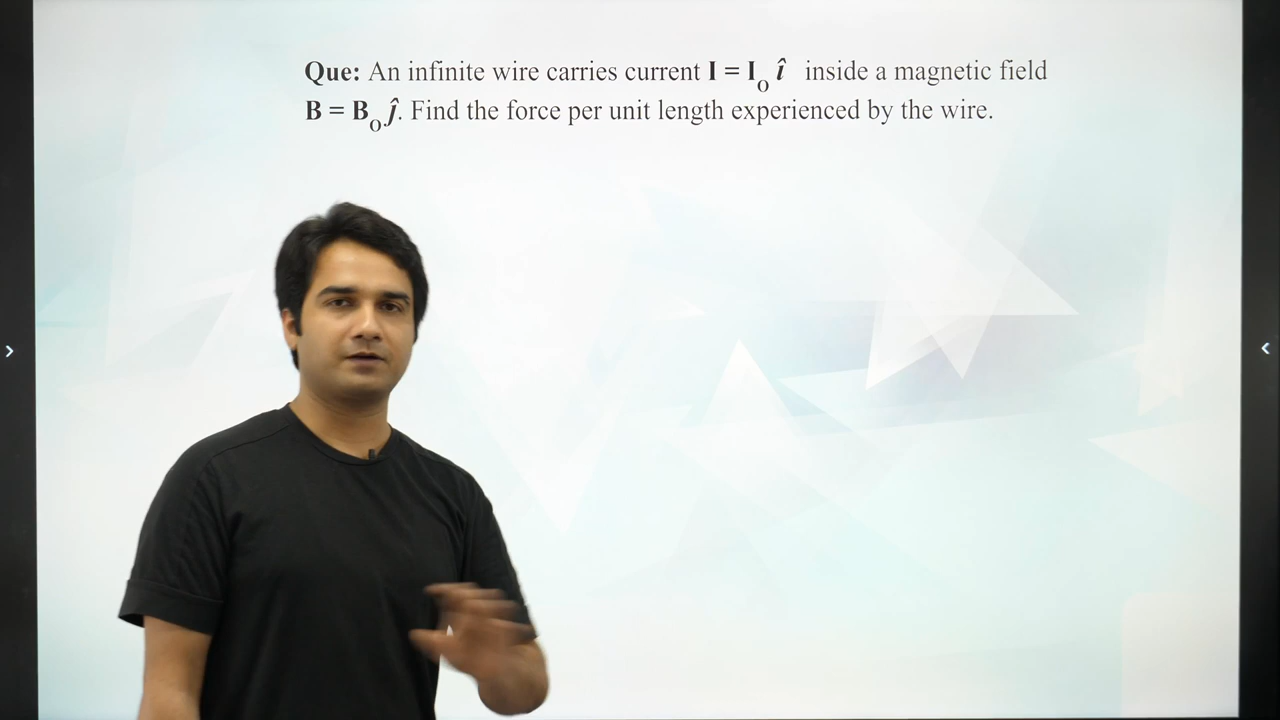 Que: An infinite wire carries current I = I₀ î inside a magnetic field
B = B₀ ĵ. Find the force per unit length experienced by the wire.